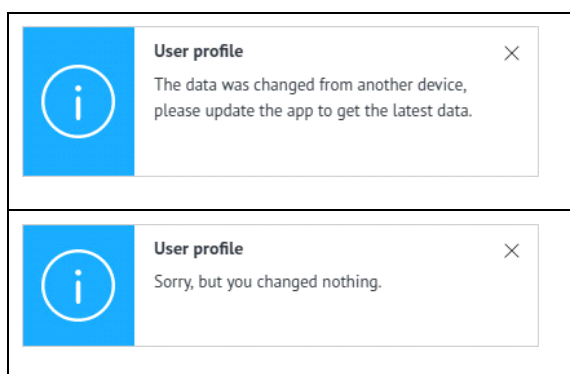 User profile
The data was changed from another device,
please update the app to get the latest data.
User profile
Sorry, but you changed nothing.